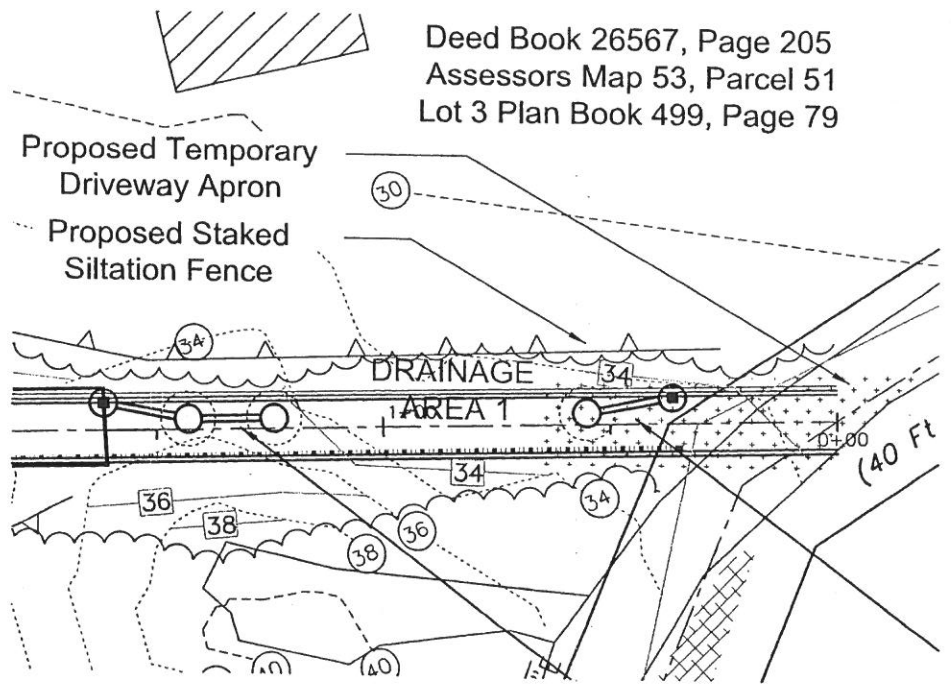 Deed Book 26567, Page 205
Assessors Map 53, Parcel 51
Lot 3 Plan Book 499, Page 79
Proposed Temporary
Driveway Apron
30
Proposed Staked
Siltation Fence
34
DRAINAGE
34
AREA 1
0+00
(40 Ft
34
36
34
38
36
38
40
40